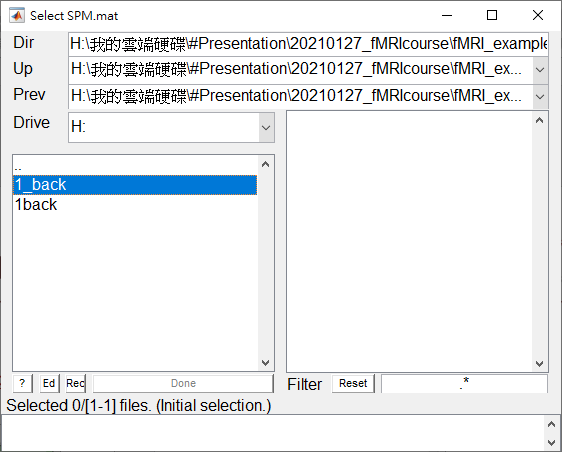 Select SPM.mat
Dir H:\我的雲端硬碟\#Presentation\20210127_fMRIcourse\fMRI_example
Up H:\我的雲端硬碟\#Presentation\20210127_fMRIcourse\fMRI_ex...
Prev H:\我的雲端硬碟\#Presentation\20210127_fMRIcourse\fMRI_ex...
Drive H:
..
1_back
1back
? Ed Rec Done Filter Reset .*
Selected 0/[1-1] files. (Initial selection.)